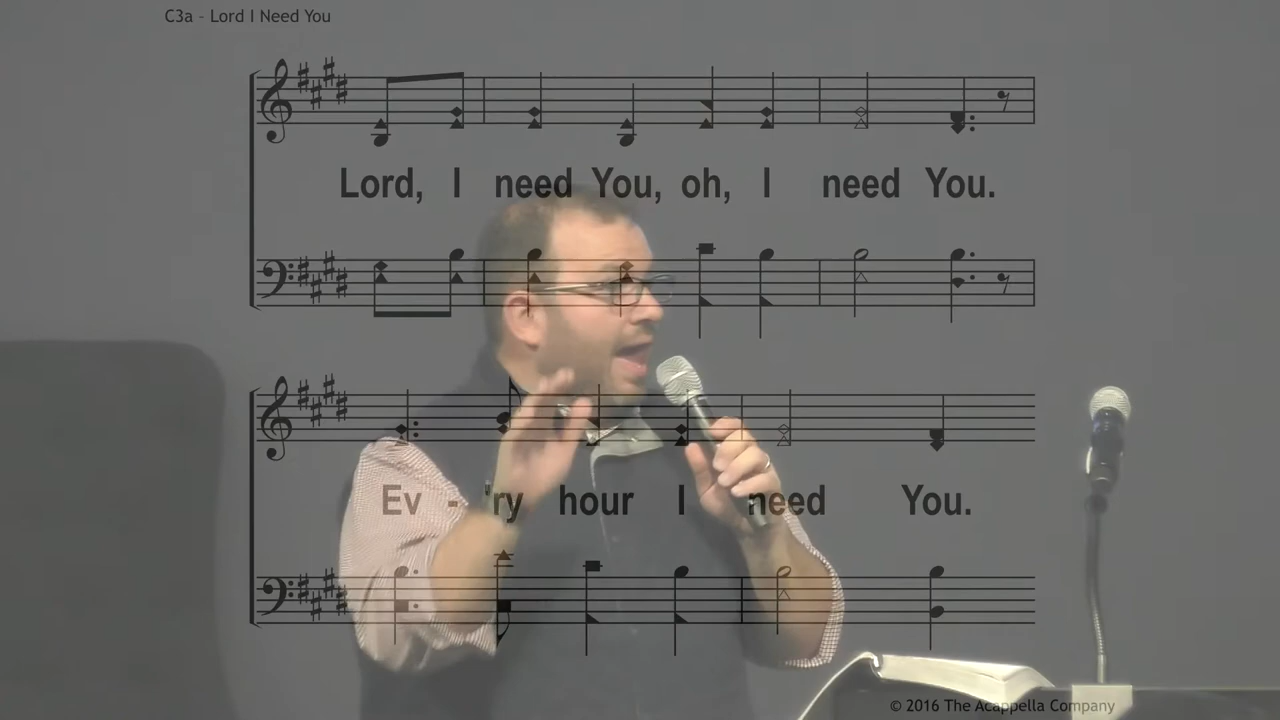 C3a - Lord I Need You
Lord, I need You, oh, I need You.
Ev - 'ry hour I need You.
© 2016 The Acappella Company